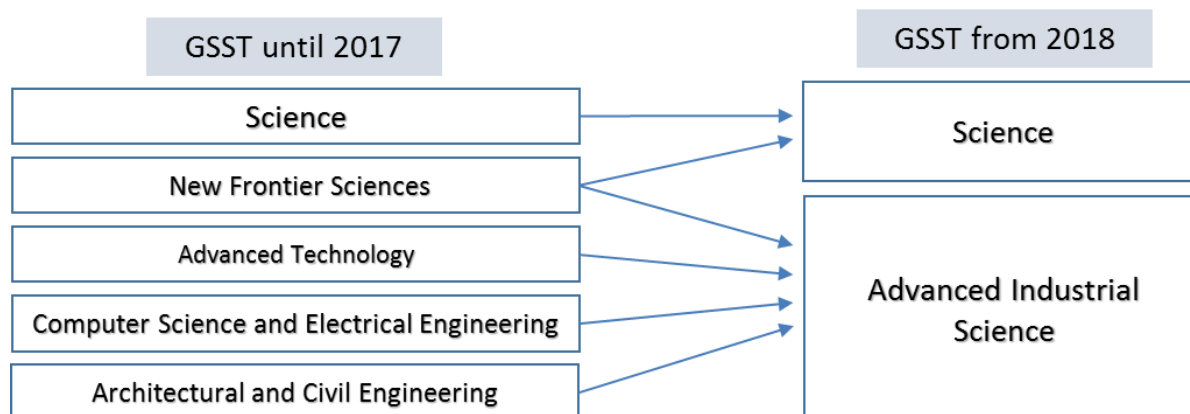 GSST until 2017
GSST from 2018
Science
New Frontier Sciences
Advanced Technology
Computer Science and Electrical Engineering
Architectural and Civil Engineering
Science
Advanced Industrial
Science